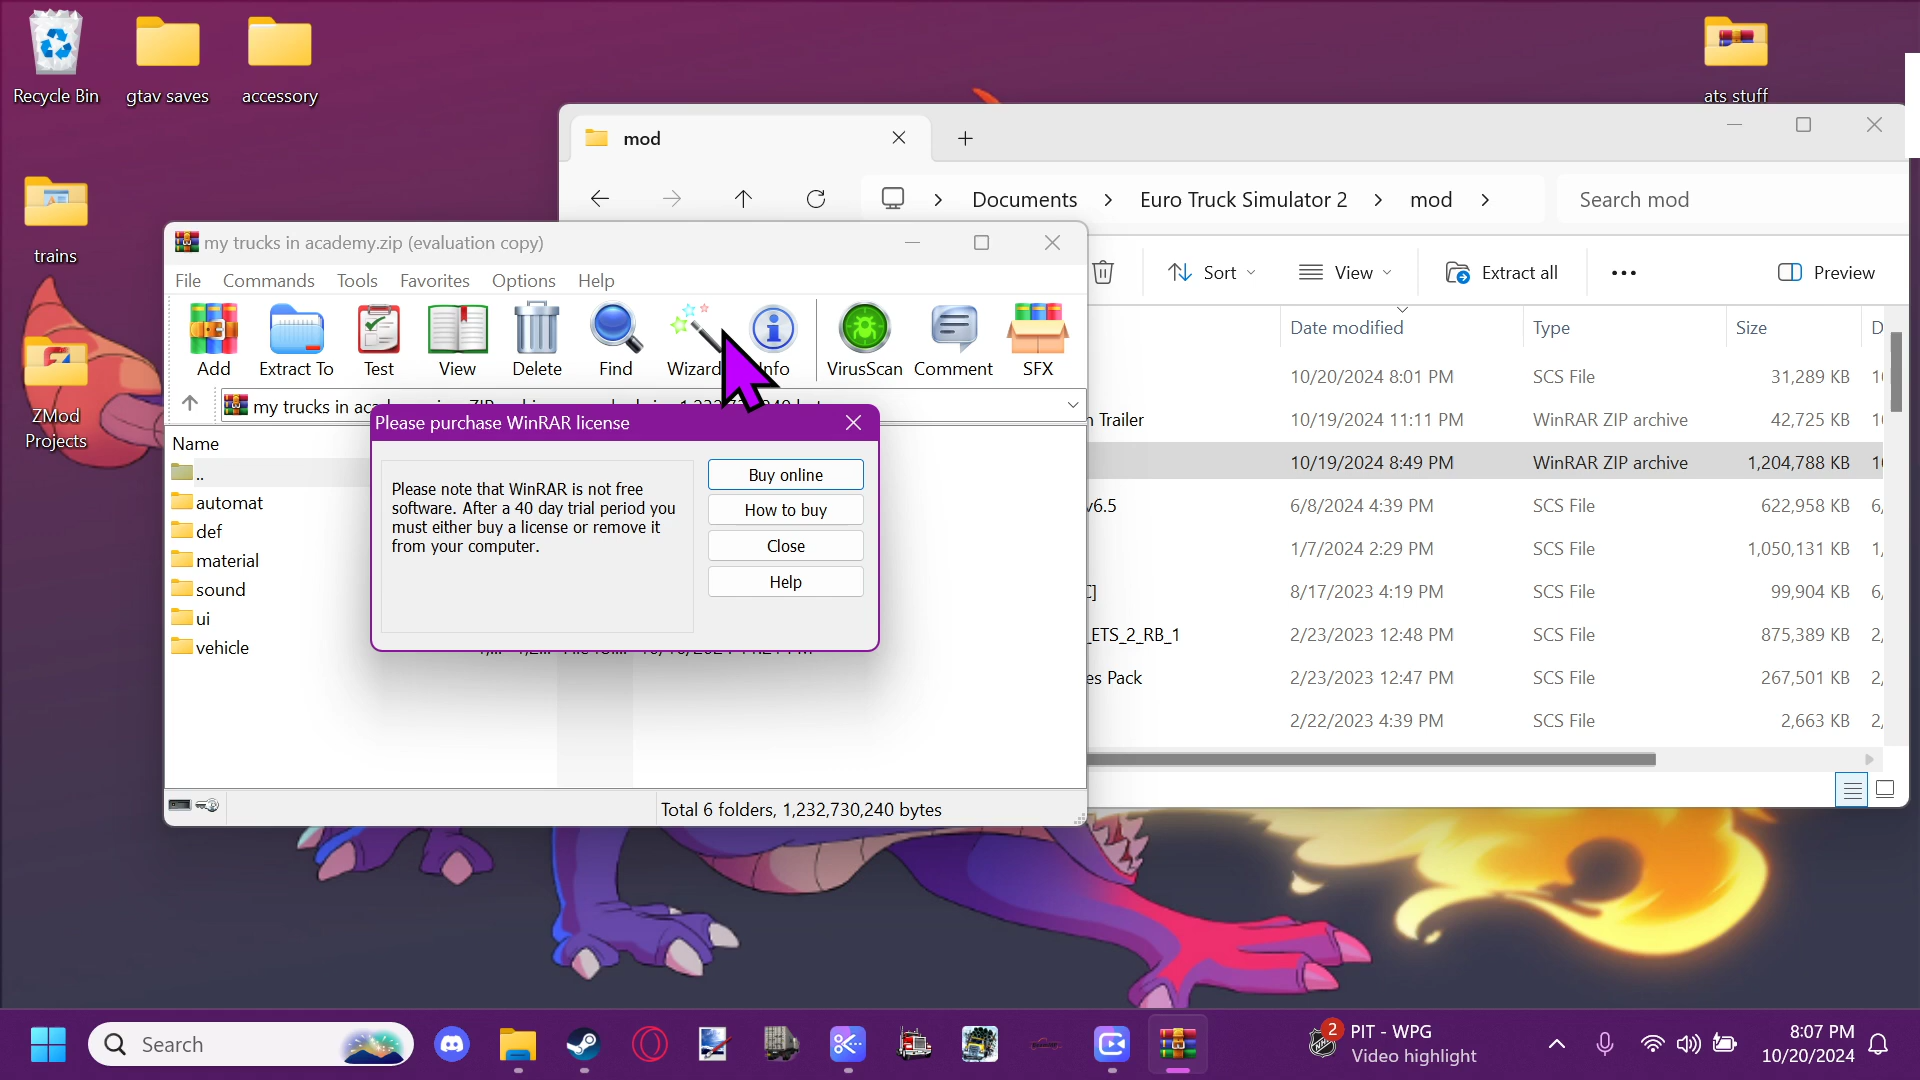 Recycle Bin
gtav saves
accessory
ats stuff
trains
ZMod
Projects
mod
Documents
Euro Truck Simulator 2
mod
Search mod
Sort
View
Extract all
Preview
Date modified
Type
Size
10/20/2024 8:01 PM SCS File 31,289 KB
Trailer 10/19/2024 11:11 PM WinRAR ZIP archive 42,725 KB
10/19/2024 8:49 PM WinRAR ZIP archive 1,204,788 KB
v6.5 6/8/2024 4:39 PM SCS File 622,958 KB
1/7/2024 2:29 PM SCS File 1,050,131 KB
8/17/2023 4:19 PM SCS File 99,904 KB
_ETS_2_RB_1 2/23/2023 12:48 PM SCS File 875,389 KB
es Pack 2/23/2023 12:47 PM SCS File 267,501 KB
2/22/2023 4:39 PM SCS File 2,663 KB
my trucks in academy.zip (evaluation copy)
File Commands Tools Favorites Options Help
Add Extract To Test View Delete Find Wizard Info VirusScan Comment SFX
my trucks in
Name
..
automat
def
material
sound
ui
vehicle
Total 6 folders, 1,232,730,240 bytes
Please purchase WinRAR license
Please note that WinRAR is not free
software. After a 40 day trial period you
must either buy a license or remove it
from your computer.
Buy online
How to buy
Close
Help
Search
2
PIT - WPG
Video highlight
8:07 PM
10/20/2024